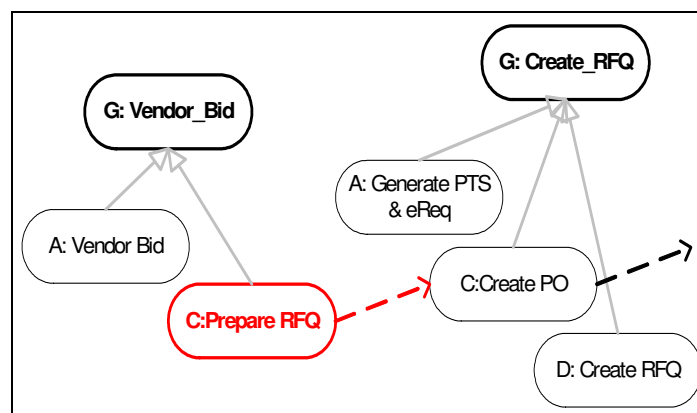 G: Create_RFQ
G: Vendor_Bid
A: Generate PTS
& eReq
A: Vendor Bid
C:Create PO
C:Prepare RFQ
D: Create RFQ